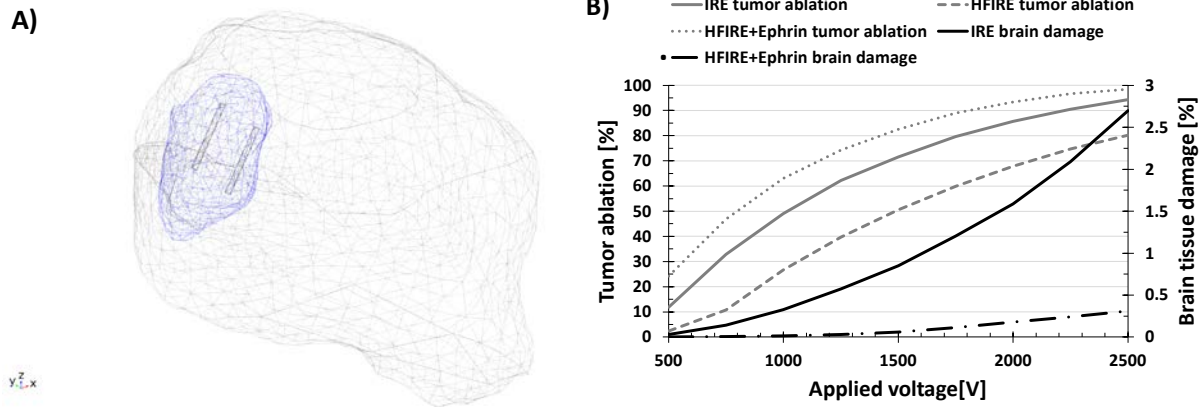 A)
y z x
B)
IRE tumor ablation HFIRE tumor ablation
HFIRE+Ephrin tumor ablation IRE brain damage
HFIRE+Ephrin brain damage
Tumor ablation [%]
100
90
80
70
60
50
40
30
20
10
0
500 1000 1500 2000 2500
Applied voltage[V]
3
2.5
2
1.5
1
0.5
0
Brain tissue damage [%]